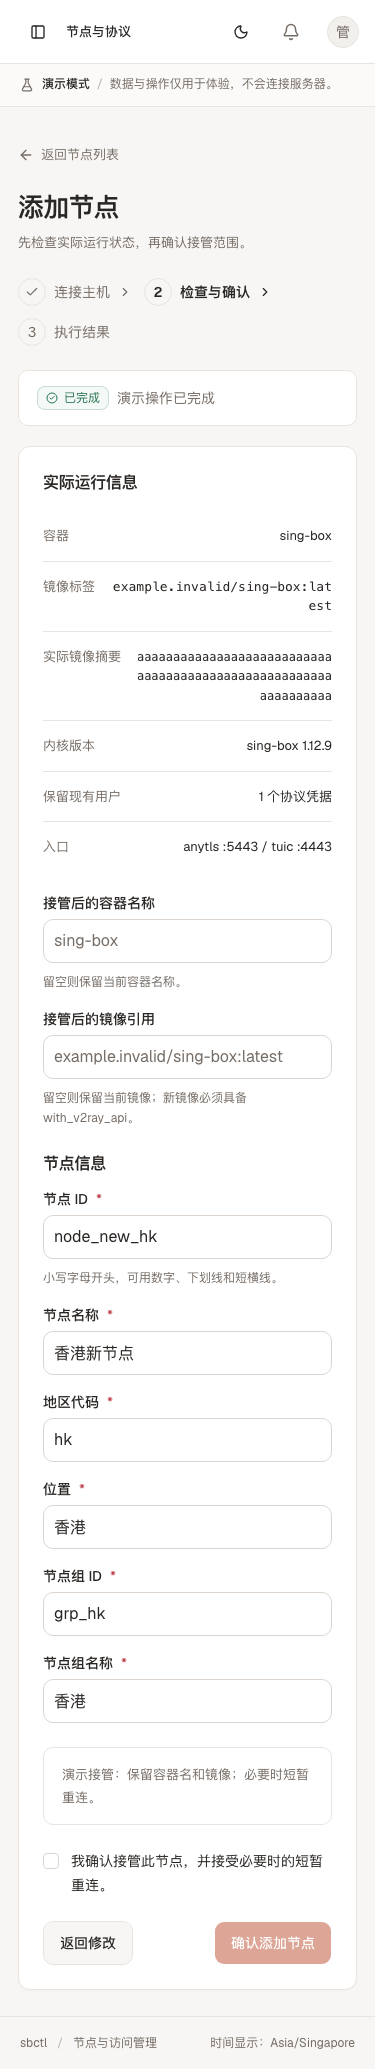 节点与协议
管
演示模式 / 数据与操作仅用于体验，不会连接服务器。
返回节点列表
添加节点
先检查实际运行状态，再确认接管范围。
连接主机
2 检查与确认
3 执行结果
已完成 演示操作已完成
实际运行信息
容器 sing-box
镜像标签 example.invalid/sing-box:lat
est
实际镜像摘要 aaaaaaaaaaaaaaaaaaaaaaaaaaa
aaaaaaaaaaaaaaaaaaaaaaaaaaa
aaaaaaaaaa
内核版本 sing-box 1.12.9
保留现有用户 1 个协议凭据
入口 anytls :5443 / tuic :4443
接管后的容器名称
sing-box
留空则保留当前容器名称。
接管后的镜像引用
example.invalid/sing-box:latest
留空则保留当前镜像；新镜像必须具备
with_v2ray_api。
节点信息
节点 ID *
node_new_hk
小写字母开头，可用数字、下划线和短横线。
节点名称 *
香港新节点
地区代码 *
hk
位置 *
香港
节点组 ID *
grp_hk
节点组名称 *
香港
演示接管：保留容器名和镜像；必要时短暂
重连。
我确认接管此节点，并接受必要时的短暂
重连。
返回修改 确认添加节点
sbctl / 节点与访问管理 时间显示：Asia/Singapore